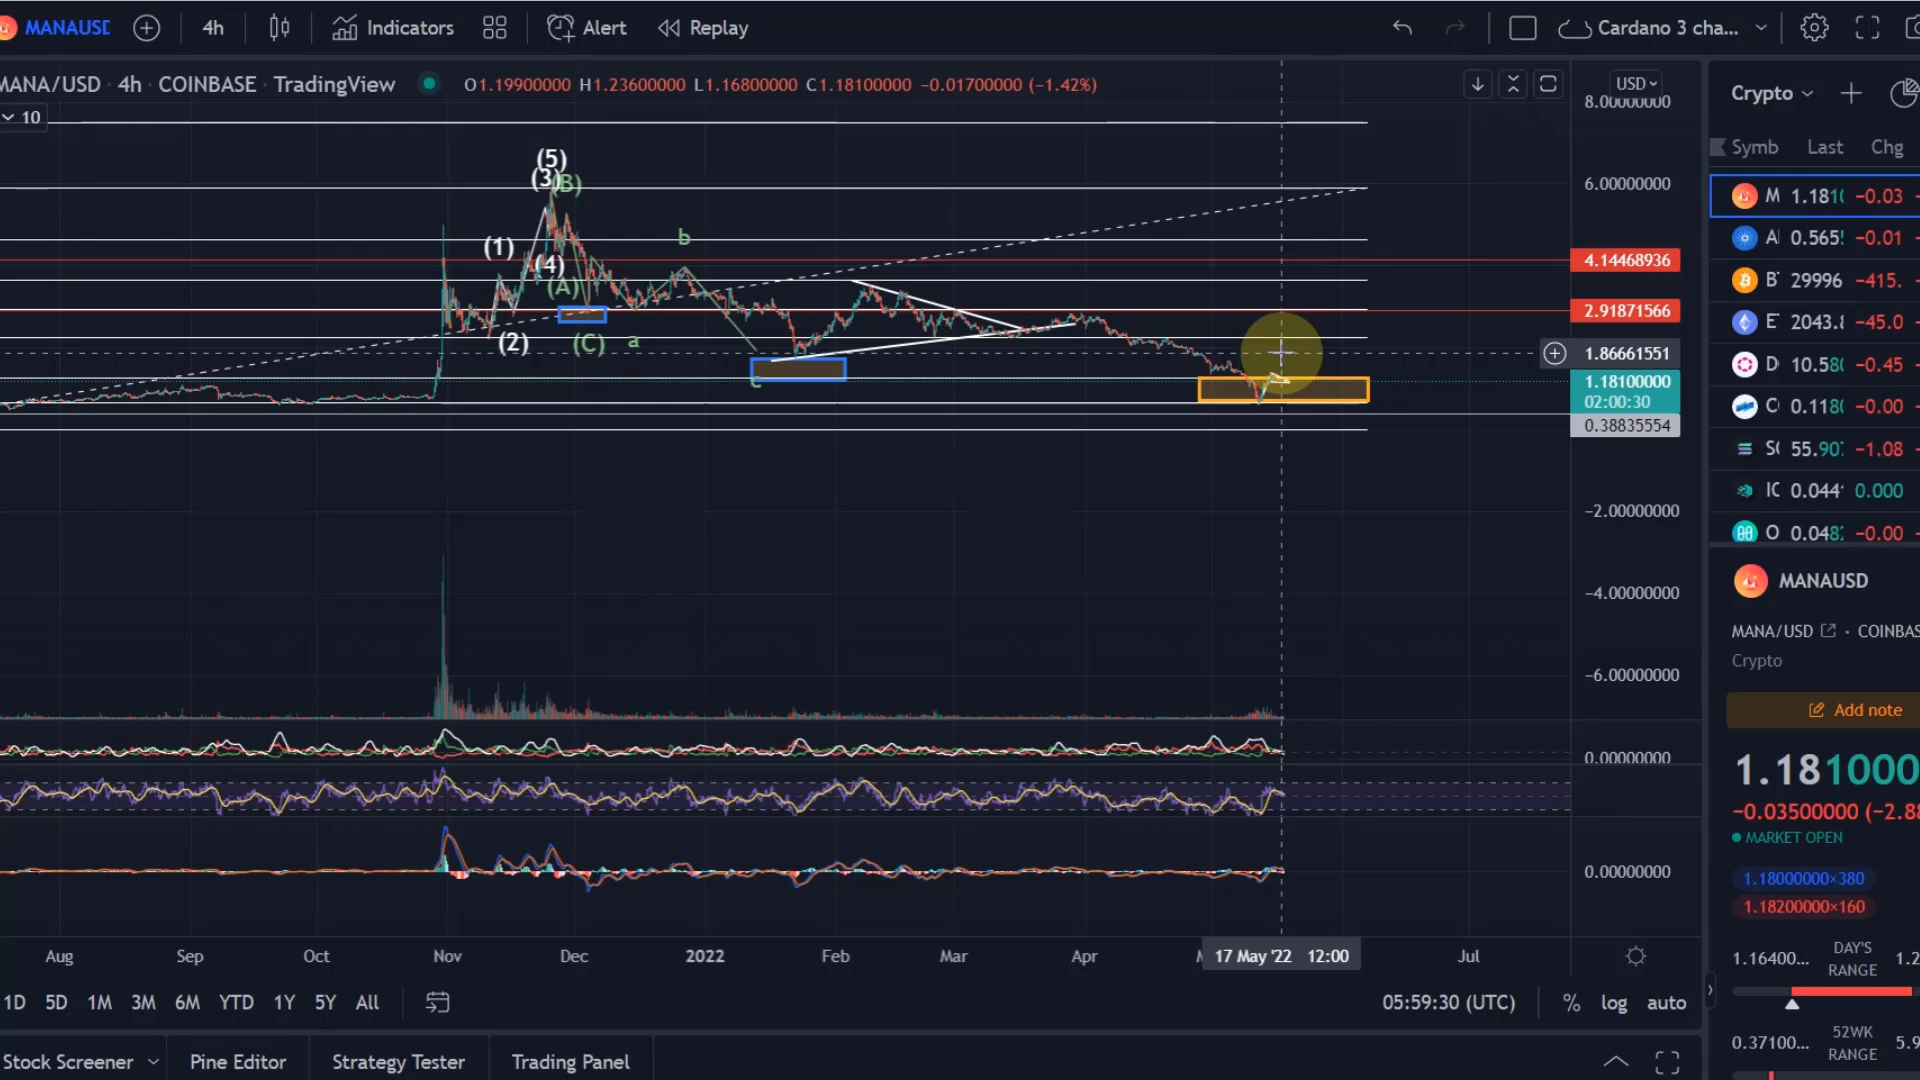 MANAUSD
4h
Indicators
Alert
Replay
Cardano 3 cha...
MANA/USD · 4h · COINBASE · TradingView
O1.19900000 H1.23600000 L1.16800000 C1.18100000 −0.01700000 (−1.42%)
10
USD
8.00000000
6.00000000
4.14468936
2.91871566
1.86661551
1.18100000
02:00:30
0.38835554
−2.00000000
−4.00000000
−6.00000000
0.00000000
0.00000000
(5)
(3)
(B)
(1)
(4)
(A)
(2)
(C)
a
b
c
Aug
Sep
Oct
Nov
Dec
2022
Feb
Mar
Apr
17 May '22 12:00
Jul
1D 5D 1M 3M 6M YTD 1Y 5Y All
05:59:30 (UTC)
% log auto
Stock Screener
Pine Editor
Strategy Tester
Trading Panel
Crypto
Symb Last Chg
M 1.181 −0.03
A 0.565 −0.01
B 29996 −415.
E 2043. −45.0
D 10.58 −0.45
C 0.118 −0.00
S 55.90 −1.08
IC 0.044 0.000
O 0.048 −0.00
MANAUSD
MANA/USD · COINBAS
Crypto
Add note
1.181000
−0.03500000 (−2.88
MARKET OPEN
1.18000000×380
1.18200000×160
1.16400... DAY'S RANGE 1.2
0.37100... 52WK RANGE 5.9